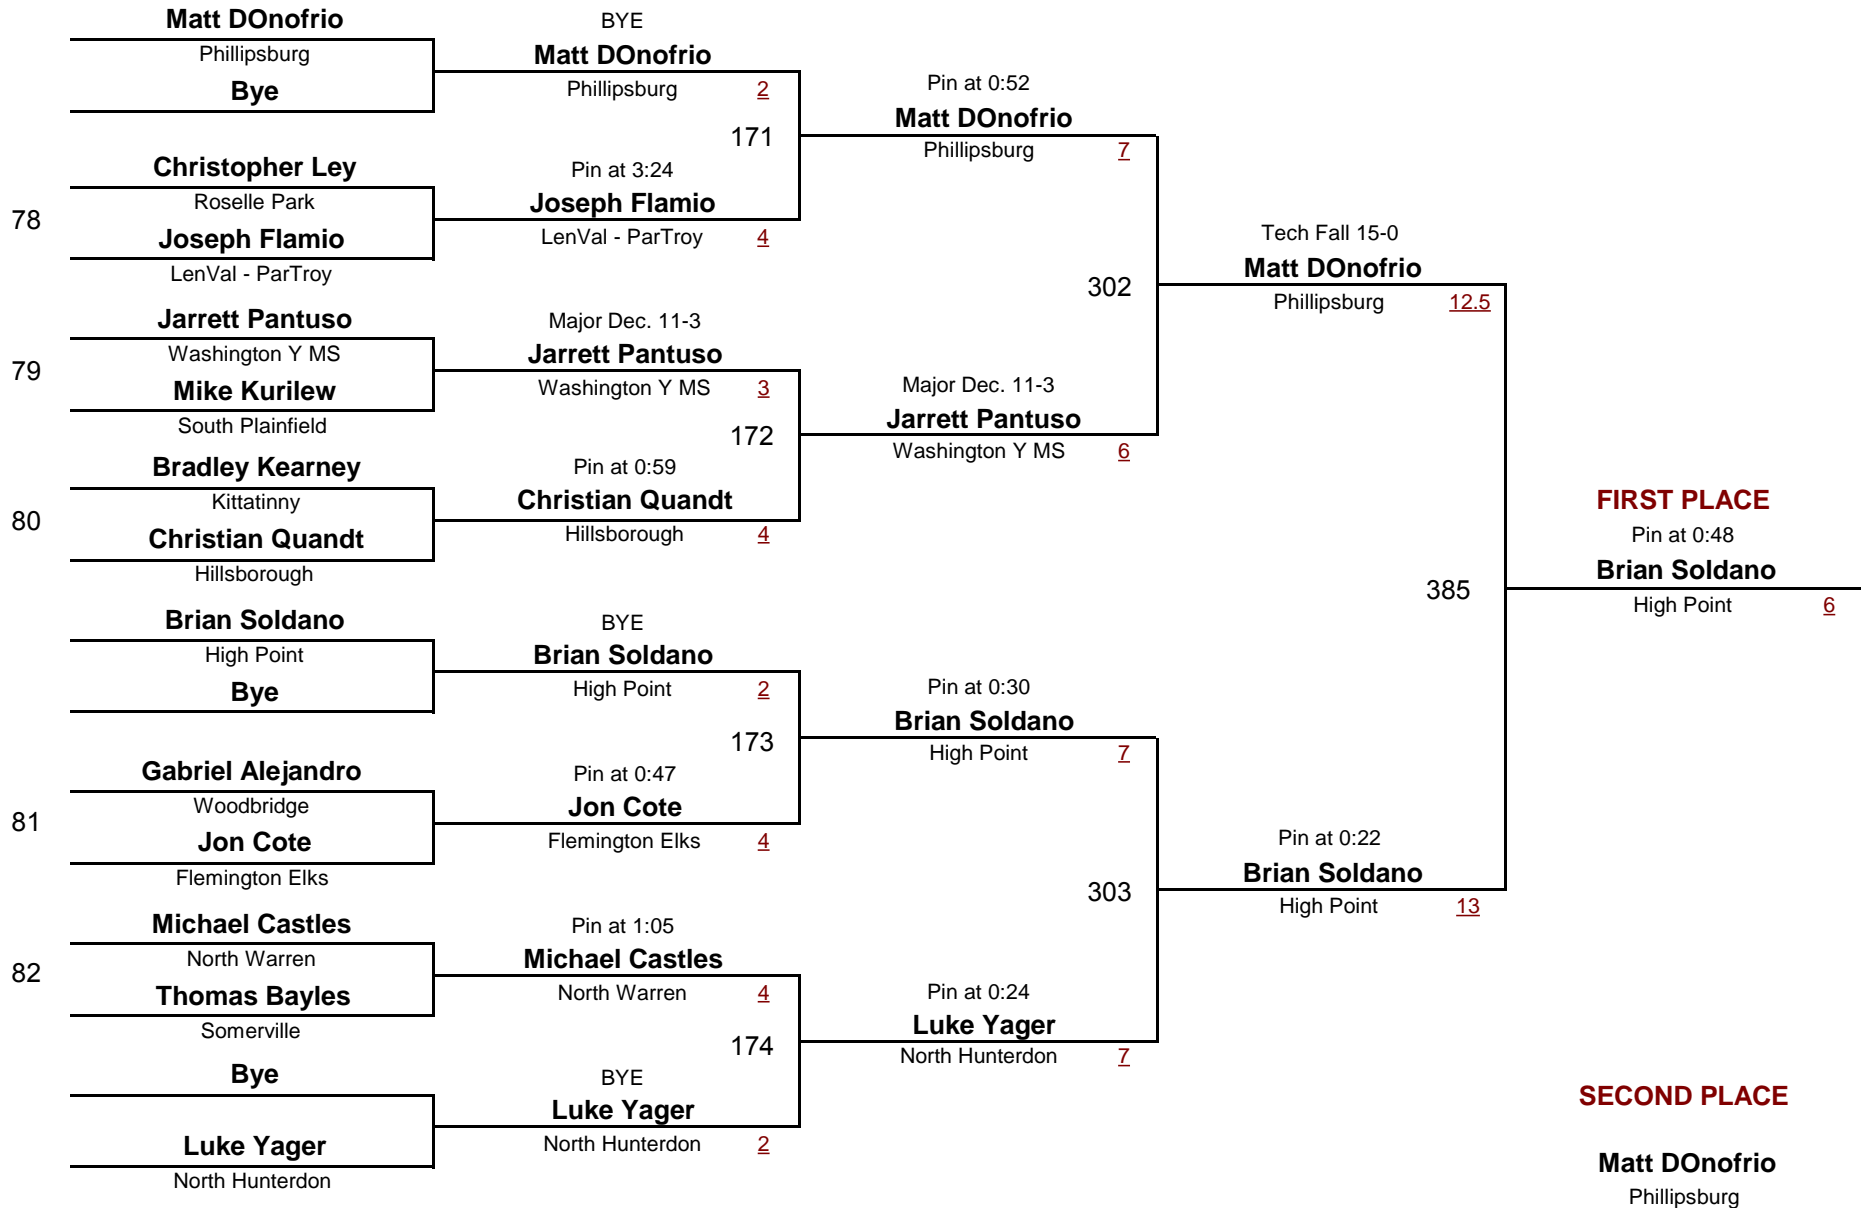 Matt DOnofrio
Phillipsburg
Bye
78
Christopher Ley
Roselle Park
Joseph Flamio
LenVal - ParTroy
79
Jarrett Pantuso
Washington Y MS
Mike Kurilew
South Plainfield
80
Bradley Kearney
Kittatinny
Christian Quandt
Hillsborough
Brian Soldano
High Point
Bye
81
Gabriel Alejandro
Woodbridge
Jon Cote
Flemington Elks
82
Michael Castles
North Warren
Thomas Bayles
Somerville
Bye
Luke Yager
North Hunterdon
BYE
Matt DOnofrio
Phillipsburg 2
171
Pin at 3:24
Joseph Flamio
LenVal - ParTroy 4
Major Dec. 11-3
Jarrett Pantuso
Washington Y MS 3
172
Pin at 0:59
Christian Quandt
Hillsborough 4
BYE
Brian Soldano
High Point 2
173
Pin at 0:47
Jon Cote
Flemington Elks 4
Pin at 1:05
Michael Castles
North Warren 4
174
BYE
Luke Yager
North Hunterdon 2
Pin at 0:52
Matt DOnofrio
Phillipsburg 7
302
Major Dec. 11-3
Jarrett Pantuso
Washington Y MS 6
Pin at 0:30
Brian Soldano
High Point 7
303
Pin at 0:24
Luke Yager
North Hunterdon 7
Tech Fall 15-0
Matt DOnofrio
Phillipsburg 12.5
385
Pin at 0:22
Brian Soldano
High Point 13
FIRST PLACE
Pin at 0:48
Brian Soldano
High Point 6
SECOND PLACE
Matt DOnofrio
Phillipsburg